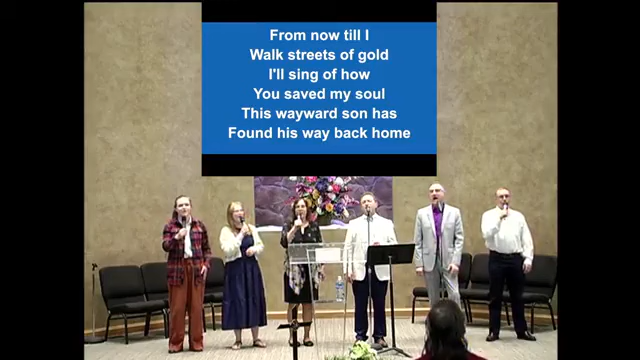 From now till I
Walk streets of gold
I'll sing of how
You saved my soul
This wayward son has
Found his way back home